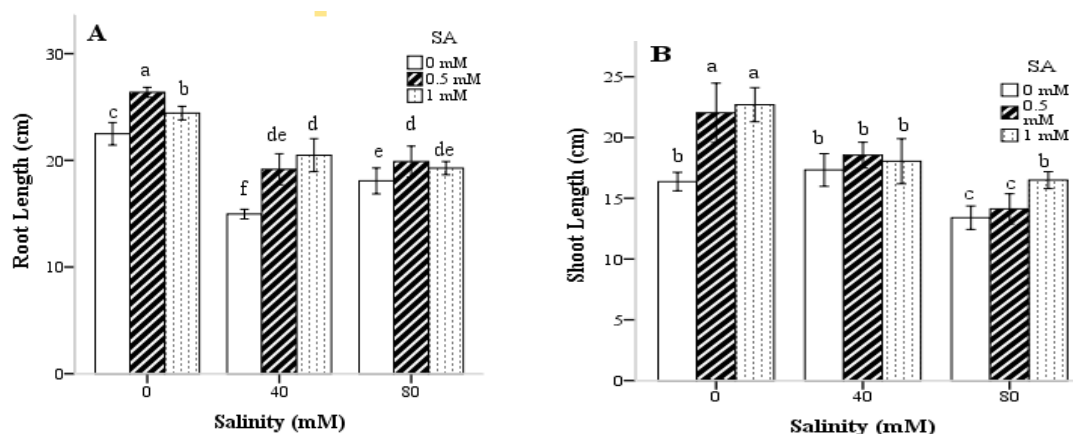 A
SA
0 mM
0.5 mM
1 mM
30
20
10
0
Root Length (cm)
c
a
b
f
de
d
e
d
de
0
40
80
Salinity (mM)
B
SA
0 mM
0.5
mM
1 mM
25
20
15
10
5
0
Shoot Length (cm)
b
a
a
b
b
b
c
c
b
0
40
80
Salinity (mM)